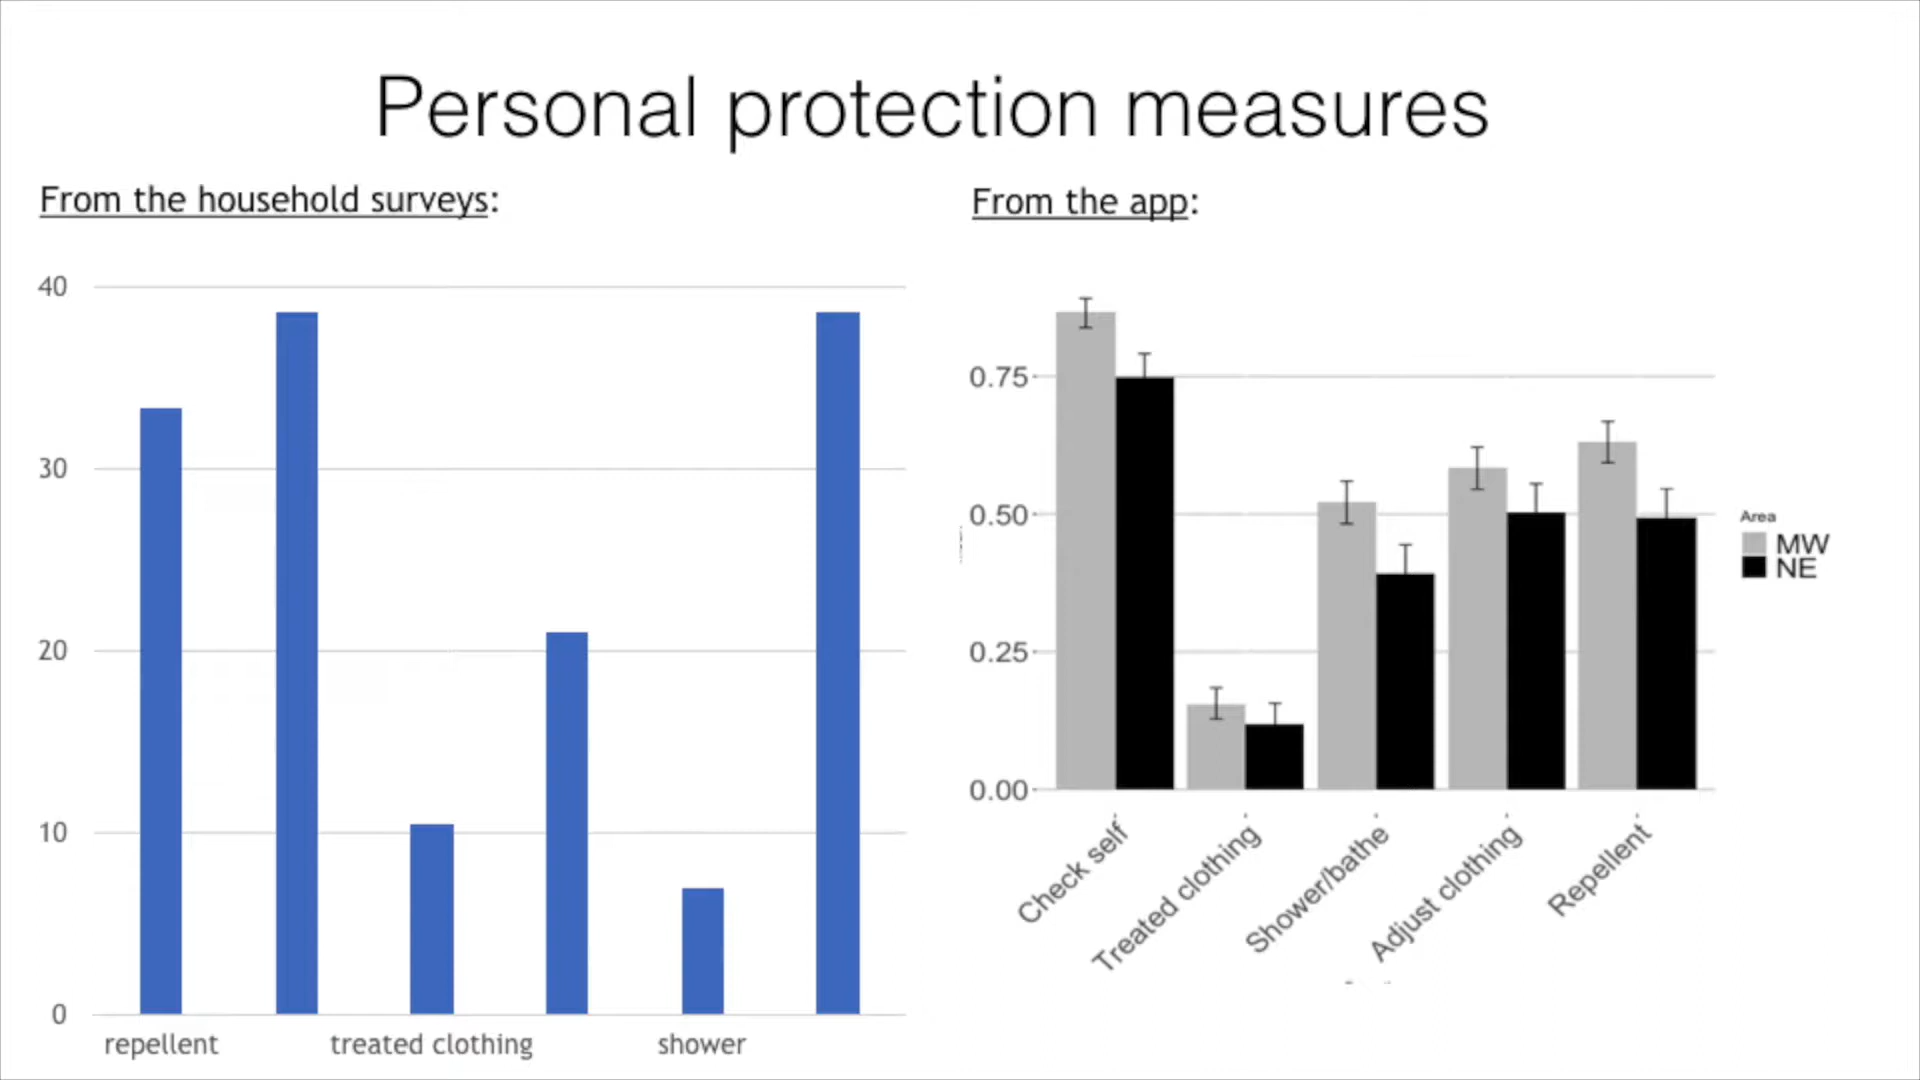 Personal protection measures
From the household surveys:
40
30
20
10
0
repellent
treated clothing
shower
From the app:
0.75
0.50
0.25
0.00
Check self
Treated clothing
Shower/bathe
Adjust clothing
Repellent
Area
MW
NE